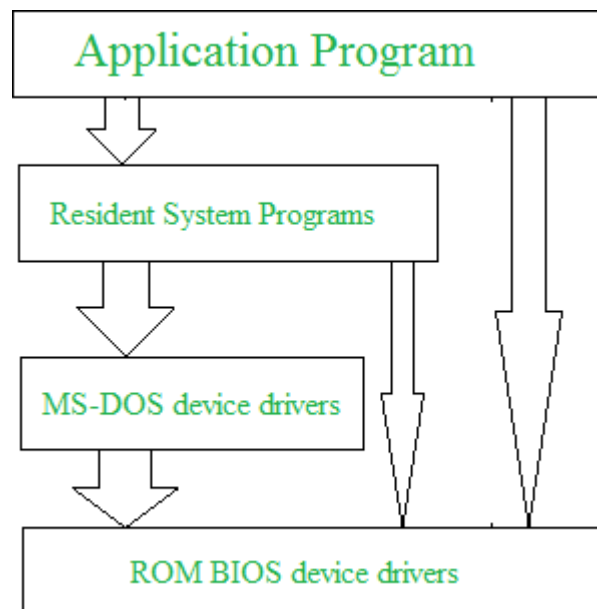 Application Program
Resident System Programs
MS-DOS device drivers
ROM BIOS device drivers